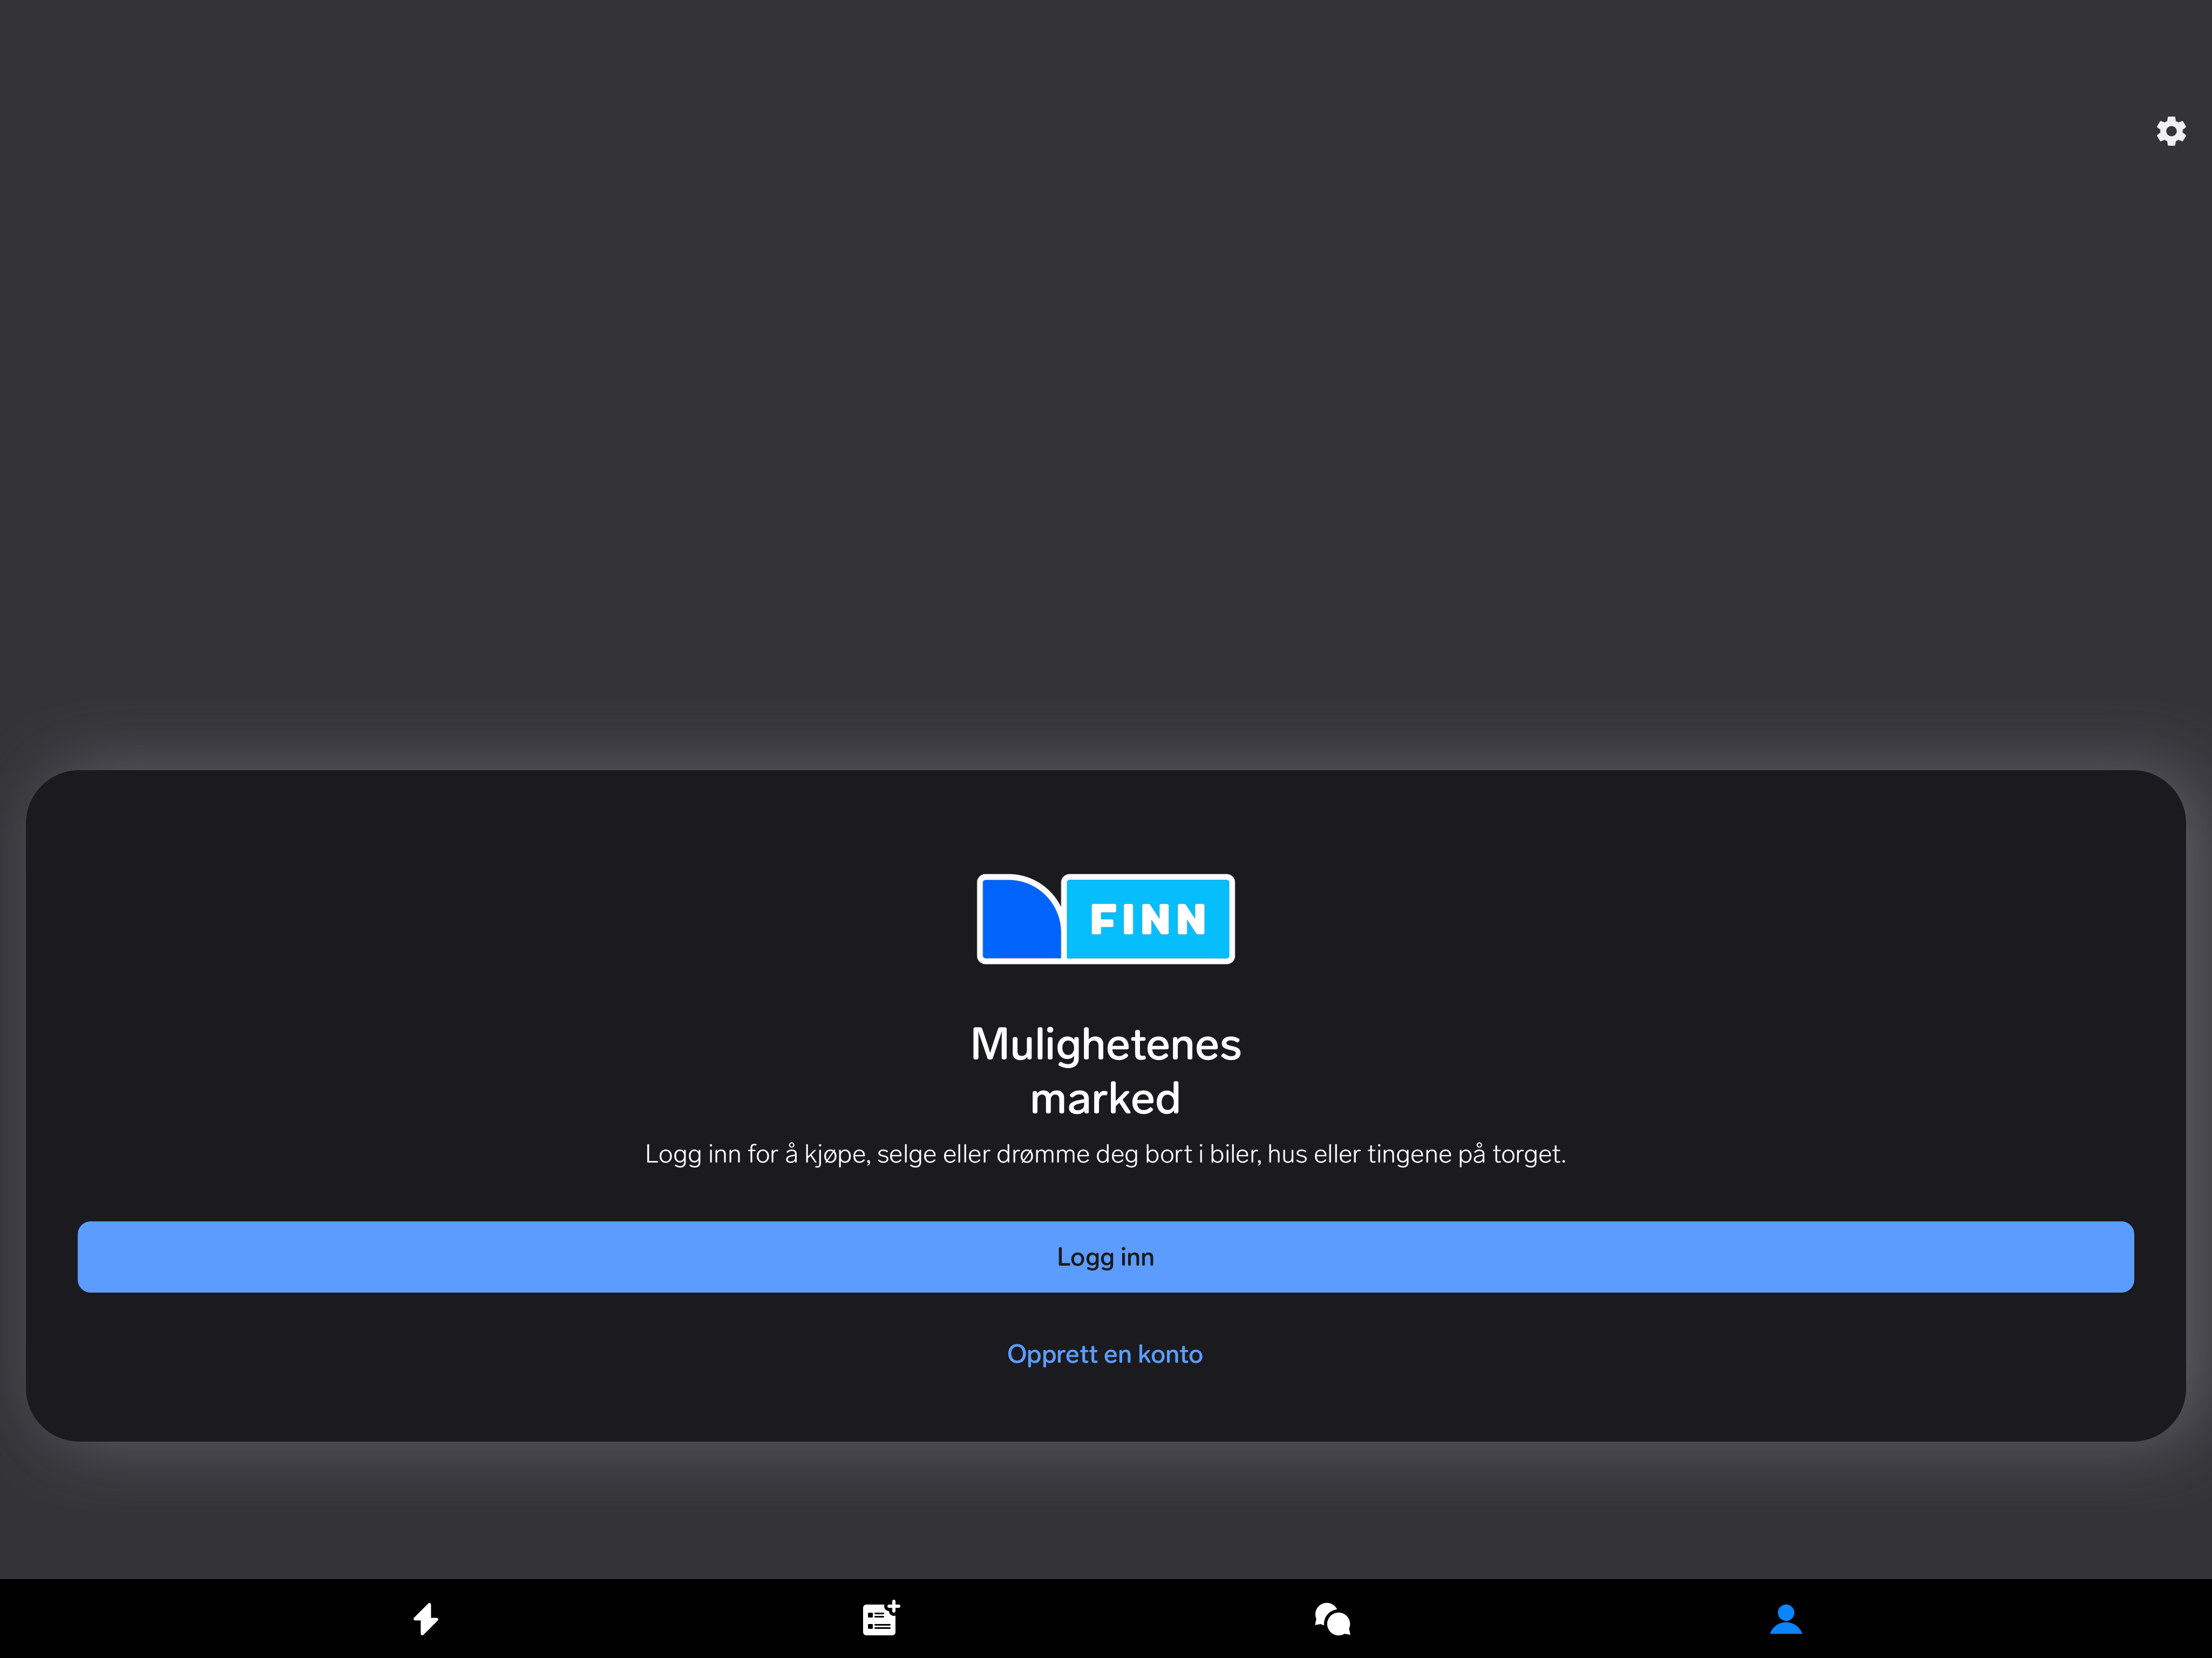 FINN
Mulighetenes
marked
Logg inn for å kjøpe, selge eller drømme deg bort i biler, hus eller tingene på torget.
Logg inn
Opprett en konto